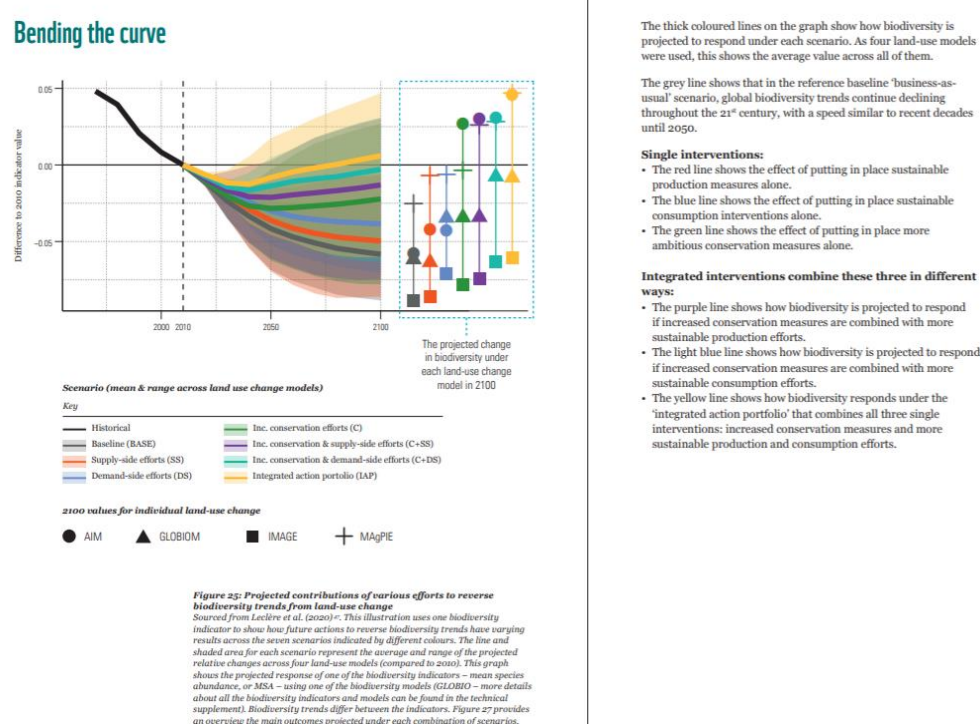 Bending the curve
0.05
0.00
−0.05
Difference to 2010 indicator value
2000 2010 2050 2100
The projected change
in biodiversity under
each land-use change
model in 2100
Scenario (mean & range across land use change models)
Key
Historical
Baseline (BASE)
Supply-side efforts (SS)
Demand-side efforts (DS)
Inc. conservation efforts (C)
Inc. conservation & supply-side efforts (C+SS)
Inc. conservation & demand-side efforts (C+DS)
Integrated action portolio (IAP)
2100 values for individual land-use change
AIM GLOBIOM IMAGE MAgPIE
Figure 25: Projected contributions of various efforts to reverse
biodiversity trends from land-use change
Sourced from Leclère et al. (2020)
indicator to show how future actions to reverse biodiversity trends have varying
results across the seven scenarios indicated by different colours. The line and
shaded area for each scenario represent the average and range of the projected
relative changes across four land-use models (compared to 2010). This graph
shows the projected response of one of the biodiversity indicators – mean species
abundance, or MSA – using one of the biodiversity models (GLOBIO – more details
about all the biodiversity indicators and models can be found in the technical
supplement). Biodiversity trends differ between the indicators. Figure 27 provides
an overview the main outcomes projected under each combination of scenarios.
The thick coloured lines on the graph show how biodiversity is
projected to respond under each scenario. As four land-use models
were used, this shows the average value across all of them.
The grey line shows that in the reference baseline ‘business-as-
usual’ scenario, global biodiversity trends continue declining
throughout the 21st century, with a speed similar to recent decades
until 2050.
Single interventions:
• The red line shows the effect of putting in place sustainable
production measures alone.
• The blue line shows the effect of putting in place sustainable
consumption interventions alone.
• The green line shows the effect of putting in place more
ambitious conservation measures alone.
Integrated interventions combine these three in different
ways:
• The purple line shows how biodiversity is projected to respond
if increased conservation measures are combined with more
sustainable production efforts.
• The light blue line shows how biodiversity is projected to respond
if increased conservation measures are combined with more
sustainable consumption efforts.
• The yellow line shows how biodiversity responds under the
‘integrated action portfolio’ that combines all three single
interventions: increased conservation measures and more
sustainable production and consumption efforts.